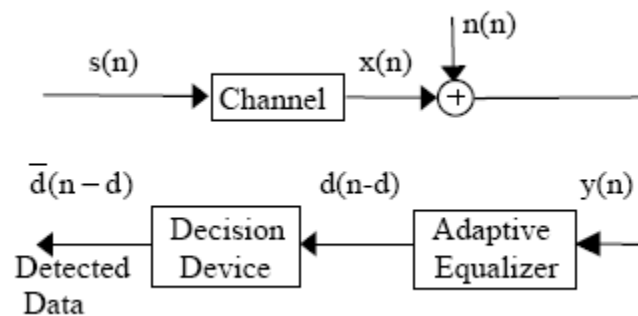 n(n)
s(n)
x(n)
Channel
+
d̅(n – d)
d(n-d)
y(n)
Decision
Device
Adaptive
Equalizer
Detected
Data